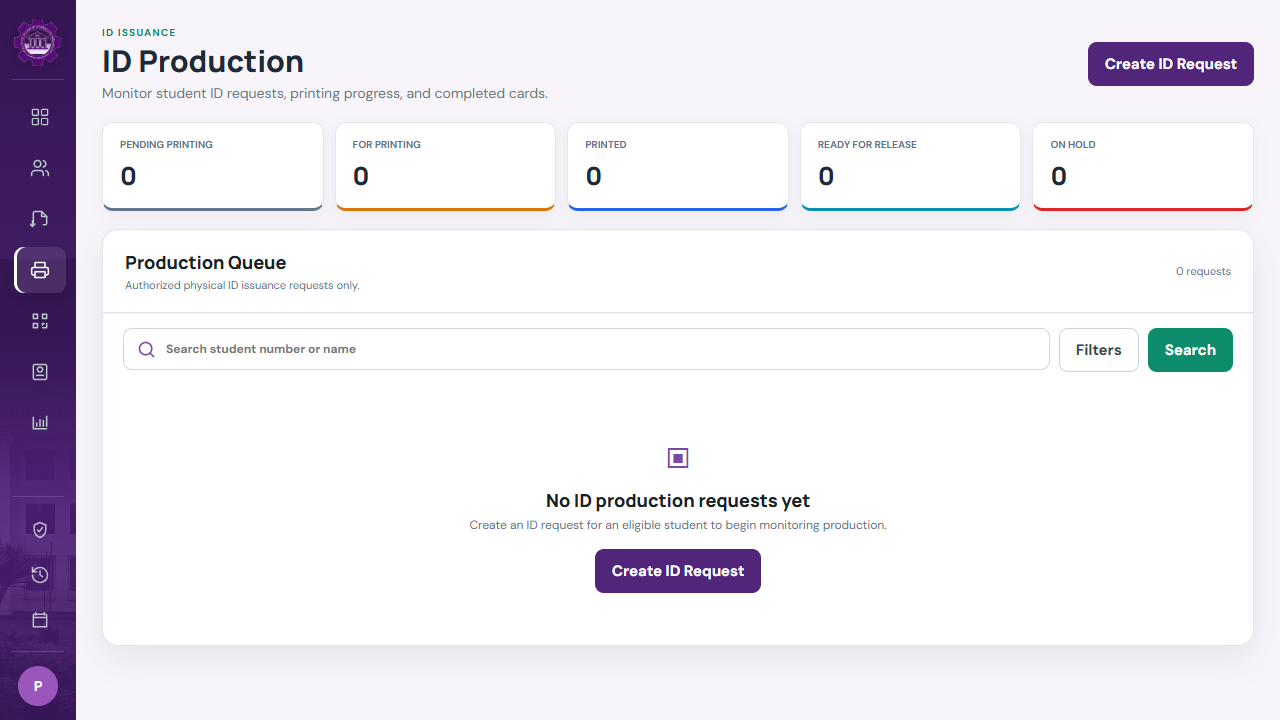 ID ISSUANCE
ID Production
Monitor student ID requests, printing progress, and completed cards.
Create ID Request
PENDING PRINTING
0
FOR PRINTING
0
PRINTED
0
READY FOR RELEASE
0
ON HOLD
0
Production Queue
Authorized physical ID issuance requests only.
0 requests
Search student number or name
Filters
Search
No ID production requests yet
Create an ID request for an eligible student to begin monitoring production.
Create ID Request
P